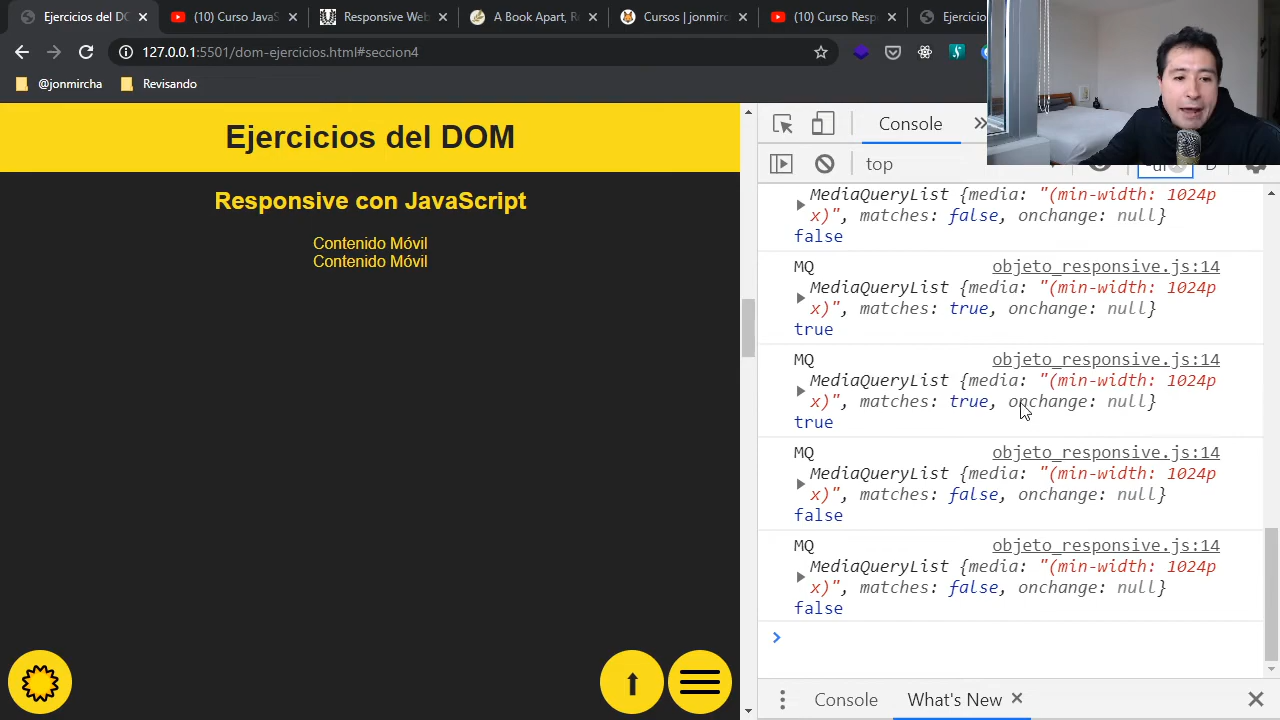 Ejercicios del D
(10) Curso JavaS
Responsive Web
A Book Apart, R
Cursos | jonmirc
(10) Curso Resp
Ejercicio
127.0.0.1:5501/dom-ejercicios.html#seccion4
@jonmircha
Revisando
Ejercicios del DOM
Responsive con JavaScript
Contenido Móvil
Contenido Móvil
Console
top
MediaQueryList {media: "(min-width: 1024p
x)", matches: false, onchange: null}
false
MQ objeto_responsive.js:14
MediaQueryList {media: "(min-width: 1024p
x)", matches: true, onchange: null}
true
MQ objeto_responsive.js:14
MediaQueryList {media: "(min-width: 1024p
x)", matches: true, onchange: null}
true
MQ objeto_responsive.js:14
MediaQueryList {media: "(min-width: 1024p
x)", matches: false, onchange: null}
false
MQ objeto_responsive.js:14
MediaQueryList {media: "(min-width: 1024p
x)", matches: false, onchange: null}
false
Console
What's New